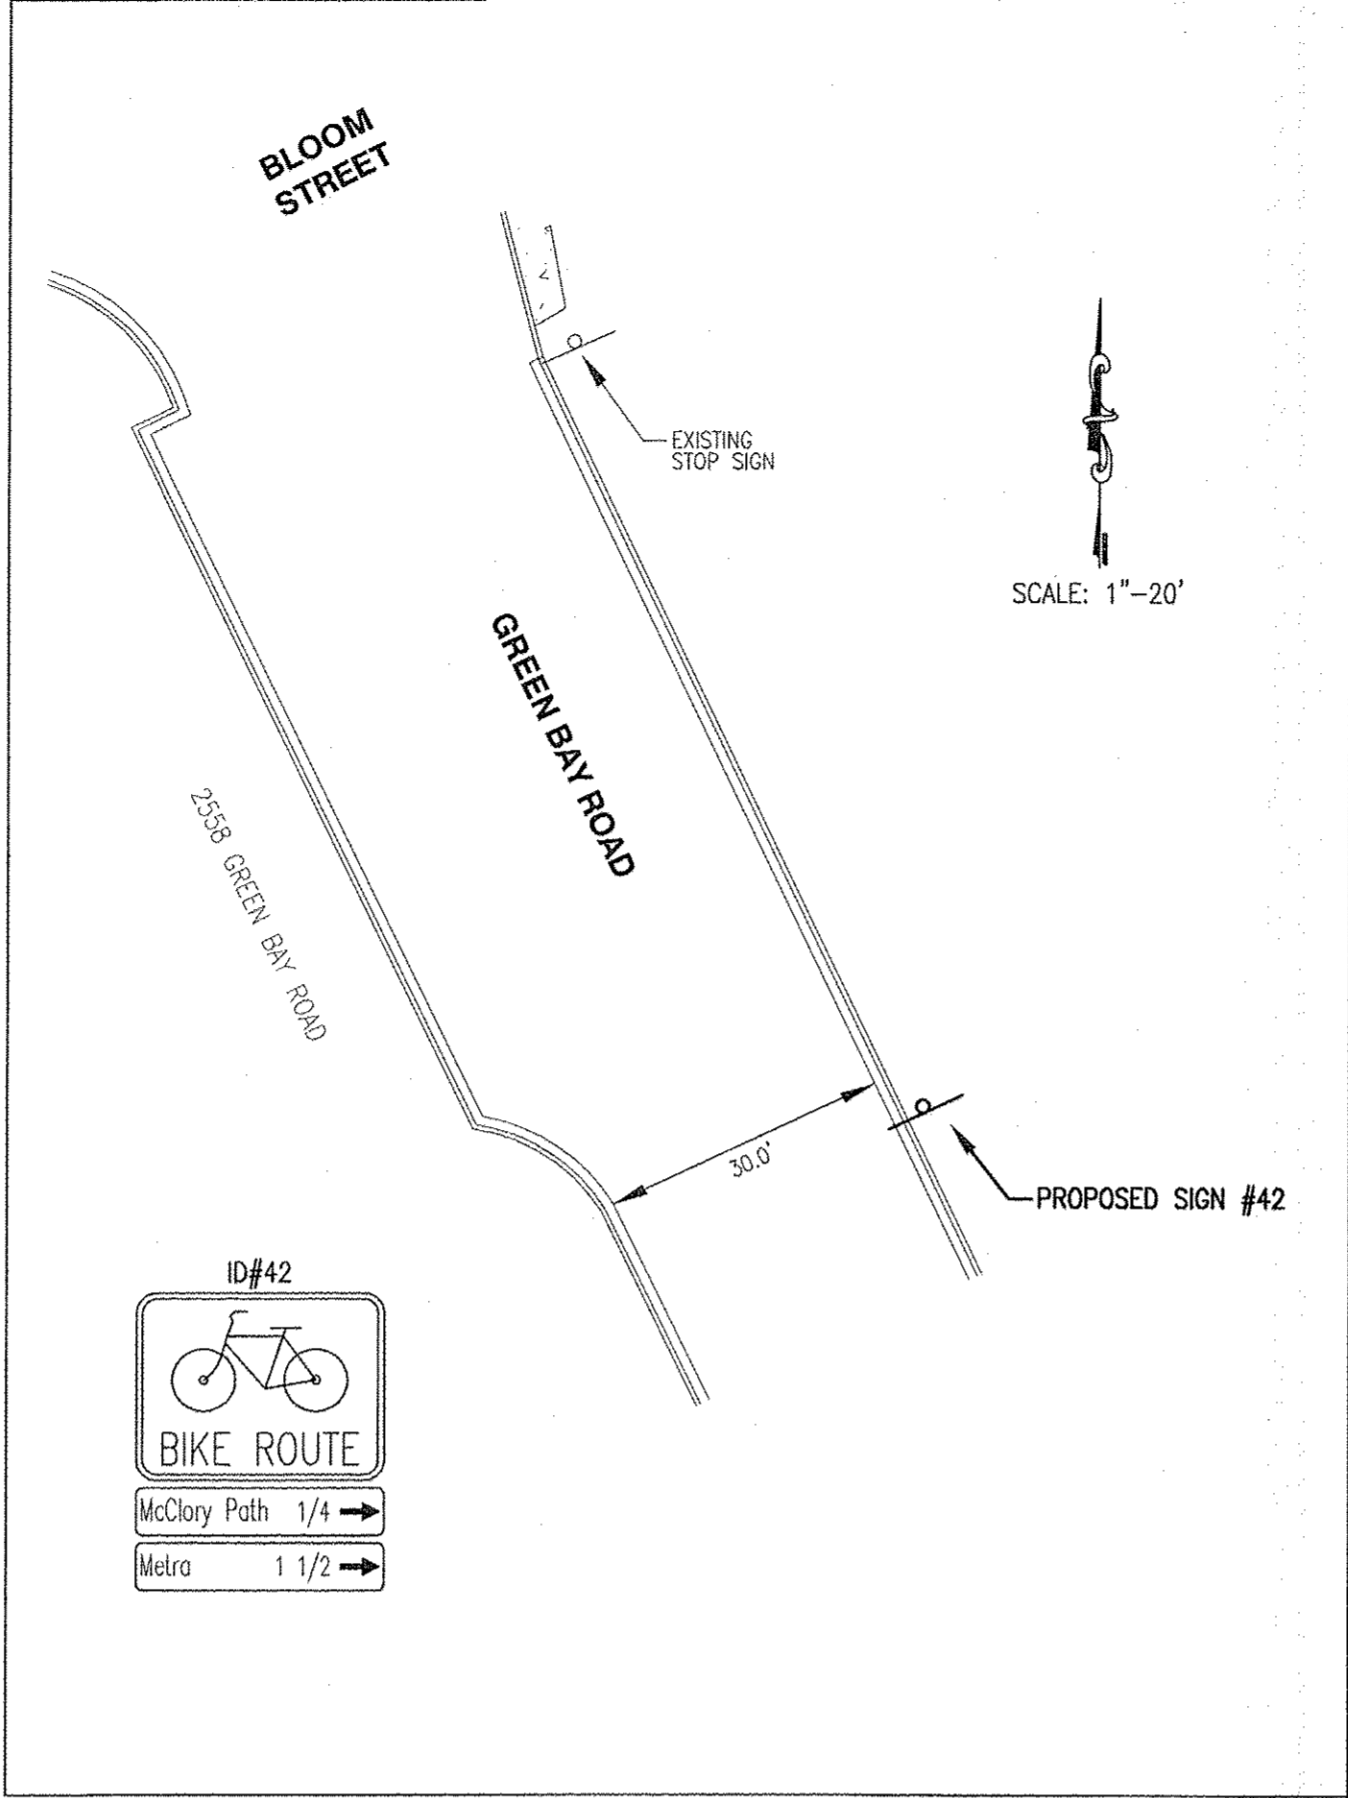 BLOOM
STREET
EXISTING
STOP SIGN
SCALE: 1"-20'
GREEN BAY ROAD
2558 GREEN BAY ROAD
30.0'
PROPOSED SIGN #42
ID#42
BIKE ROUTE
McClory Path 1/4
Metra 1 1/2